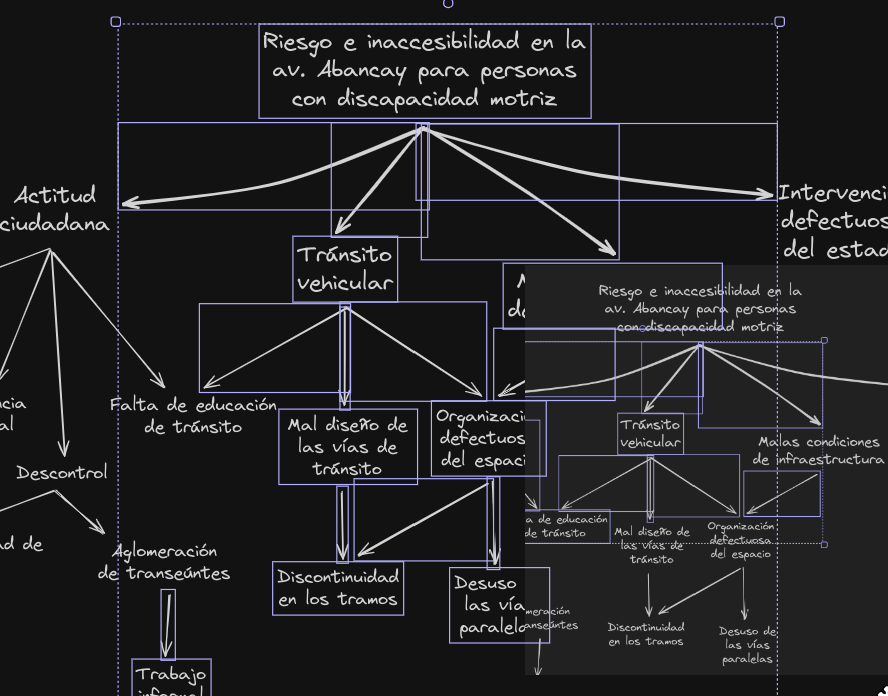 Riesgo e inaccesibilidad en la
av. Abancay para personas
con discapacidad motriz
Actitud
ciudadana
Tránsito
vehicular
Intervenci
defectuos
del estad
Falta de educación
de tránsito
Mal diseño de
las vías de
tránsito
Organizaci
defectuos
del espaci
Descontrol
Aglomeración
de transeúntes
Discontinuidad
en los tramos
Desuso
las vía
paralelo
Trabajo
informal
cia
al
ad de
Riesgo e inaccesibilidad en la
av. Abancay para personas
con discapacidad motriz
Tránsito
vehicular
Malas condiciones
de infraestructura
a de educación
de tránsito
Mal diseño de
las vías de
tránsito
Organización
defectuosa
del espacio
meración
anseúntes
Discontinuidad
en los tramos
Desuso de
las vías
paralelas